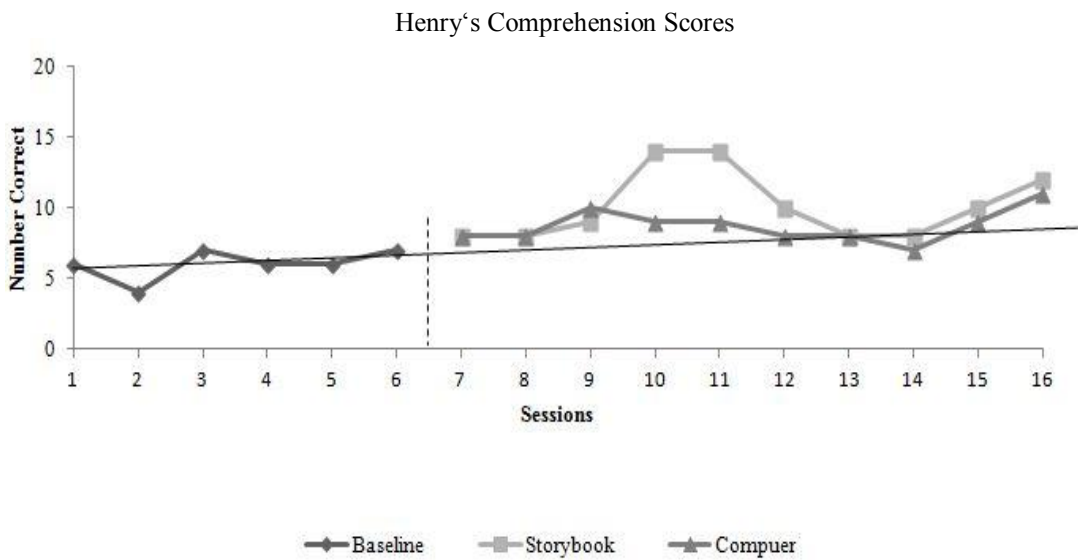 Henry‘s Comprehension Scores
20
15
10
5
0
Number Correct
1 2 3 4 5 6 7 8 9 10 11 12 13 14 15 16
Sessions
Baseline Storybook Compuer